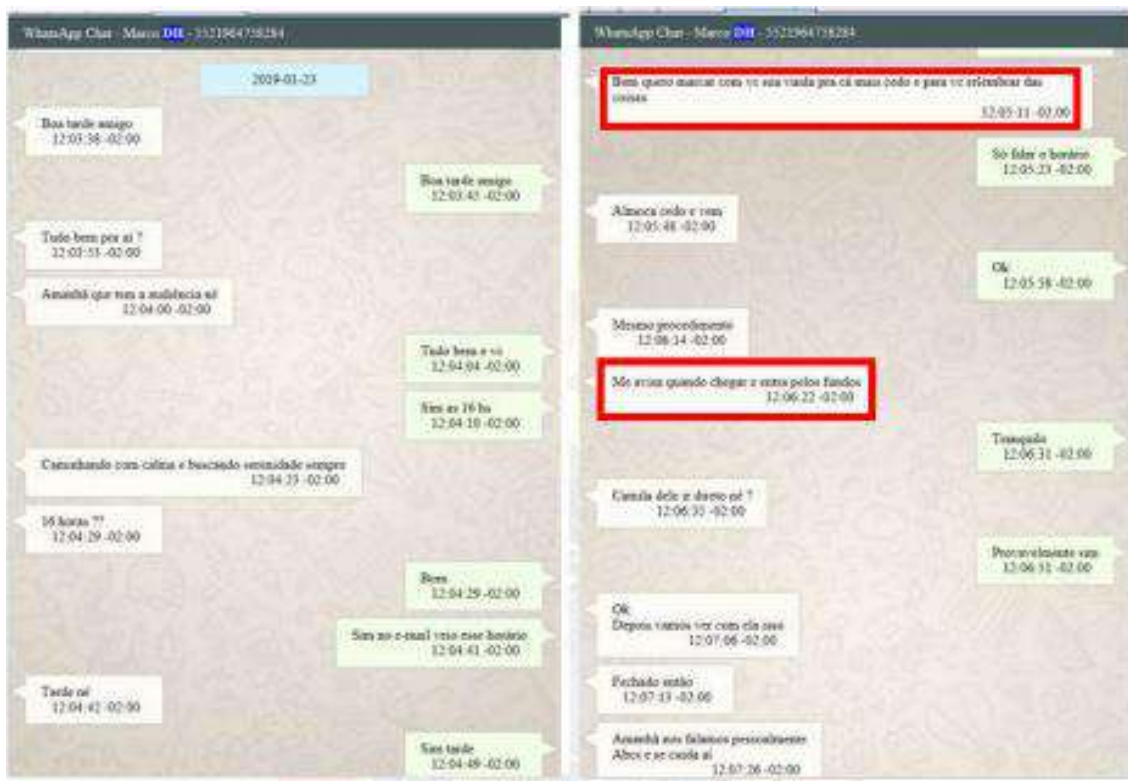 WhatsApp Chat - Marco DH - 5521964758284
2019-01-23
Boa tarde amigo
12:03:38 -02:00
Boa tarde amigo
12:03:43 -02:00
Tudo bem por ai ?
12:03:53 -02:00
Amanhã que tem a audiência né
12:04:00 -02:00
Tudo bem e vc
12:04:04 -02:00
Sim as 16 hs
12:04:10 -02:00
Caminhando com calma e buscando serenidade sempre
12:04:23 -02:00
16 horas ??
12:04:29 -02:00
Bom
12:04:29 -02:00
Sim no e-mail veio esse horário
12:04:41 -02:00
Tarde né
12:04:42 -02:00
Sim tarde
12:04:49 -02:00
WhatsApp Chat - Marco DH - 5521964758284
Bem quero marcar com vc sua vinda pra cá mais cedo e para vc relembrar das
coisas
12:05:11 -02:00
Só falar o horário
12:05:23 -02:00
Almoça cedo e vem
12:05:48 -02:00
Ok
12:05:58 -02:00
Mesmo procedimento
12:06:14 -02:00
Me avisa quando chegar e entra pelos fundos
12:06:22 -02:00
Tranquilo
12:06:31 -02:00
Camila dele ir direto né ?
12:06:35 -02:00
Provavelmente sim
12:06:51 -02:00
Ok
Depois vamos ver com ela isso
12:07:06 -02:00
Fechado então
12:07:13 -02:00
Amanhã nos falamos pessoalmente
Abs e se cuida aí
12:07:26 -02:00